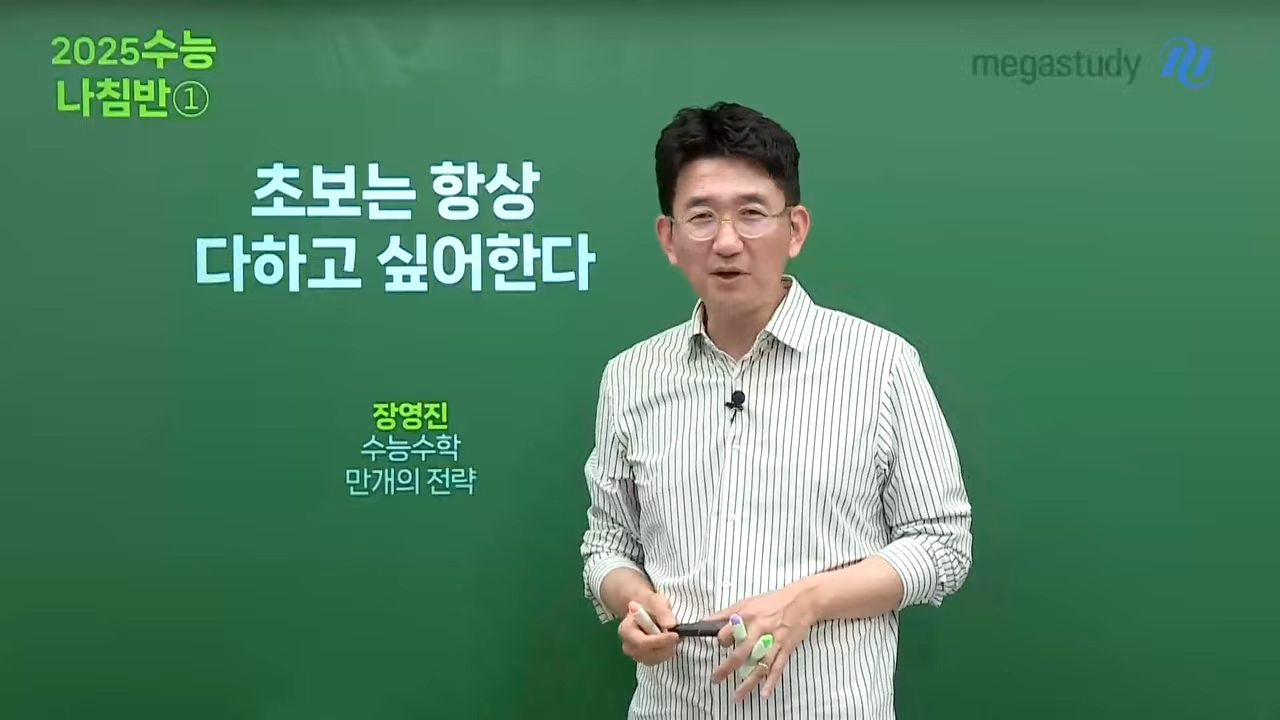 2025수능
나침반①
megastudy
초보는 항상
다하고 싶어한다
장영진
수능수학
만개의 전략